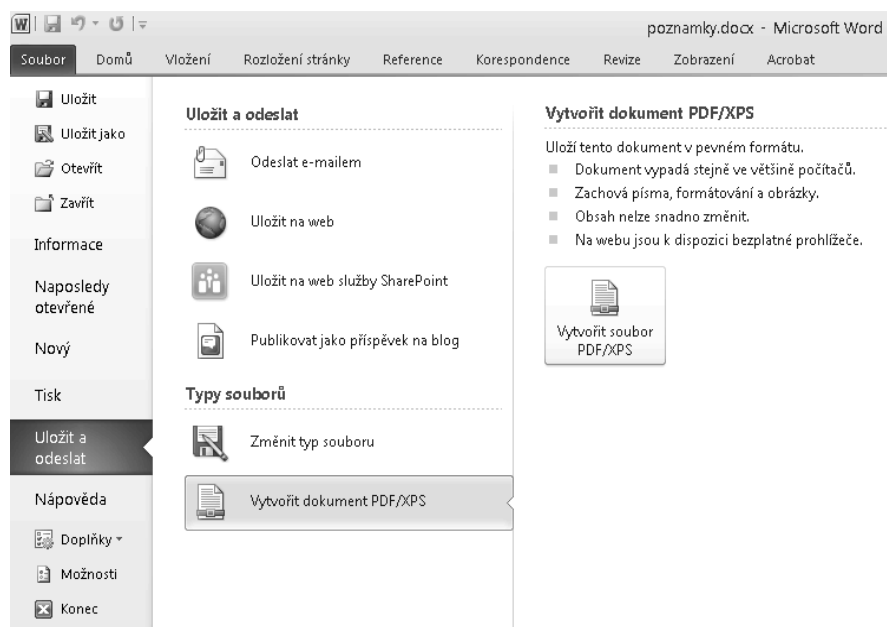 poznamky.docx - Microsoft Word
Soubor Domů Vložení Rozložení stránky Reference Korespondence Revize Zobrazení Acrobat
Uložit
Uložit jako
Otevřít
Zavřít
Informace
Naposledy
otevřené
Nový
Tisk
Uložit a
odeslat
Nápověda
Doplňky
Možnosti
Konec
Uložit a odeslat
Odeslat e-mailem
Uložit na web
Uložit na web služby SharePoint
Publikovat jako příspěvek na blog
Typy souborů
Změnit typ souboru
Vytvořit dokument PDF/XPS
Vytvořit dokument PDF/XPS
Uloží tento dokument v pevném formátu.
Dokument vypadá stejně ve většině počítačů.
Zachová písma, formátování a obrázky.
Obsah nelze snadno změnit.
Na webu jsou k dispozici bezplatné prohlížeče.
Vytvořit soubor
PDF/XPS